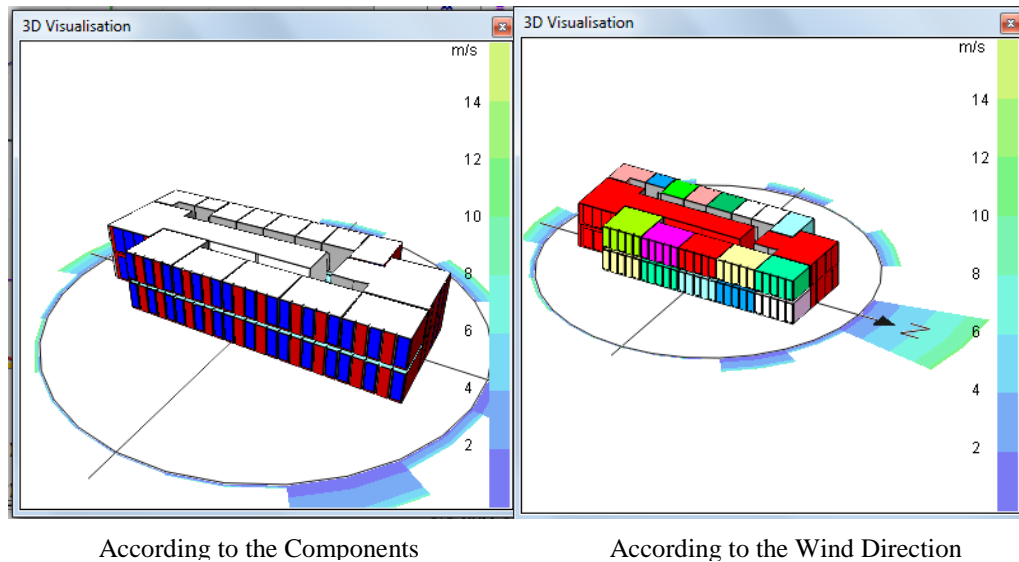 3D Visualisation
x
m/s
14
12
10
8
6
4
2
3D Visualisation
x
m/s
14
12
10
8
6
4
2
N
According to the Components
According to the Wind Direction